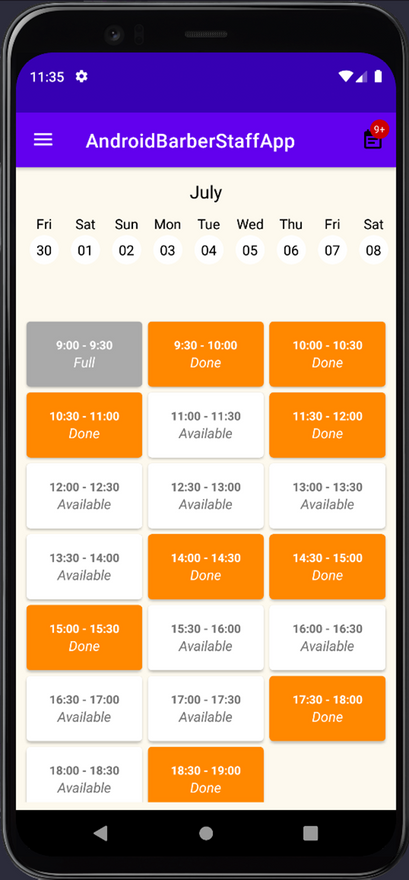 11:35
AndroidBarberStaffApp
9+
July
Fri Sat Sun Mon Tue Wed Thu Fri Sat
30 01 02 03 04 05 06 07 08
9:00 - 9:30 9:30 - 10:00 10:00 - 10:30
Full Done Done
10:30 - 11:00 11:00 - 11:30 11:30 - 12:00
Done Available Done
12:00 - 12:30 12:30 - 13:00 13:00 - 13:30
Available Available Available
13:30 - 14:00 14:00 - 14:30 14:30 - 15:00
Available Done Done
15:00 - 15:30 15:30 - 16:00 16:00 - 16:30
Done Available Available
16:30 - 17:00 17:00 - 17:30 17:30 - 18:00
Available Available Done
18:00 - 18:30 18:30 - 19:00
Available Done